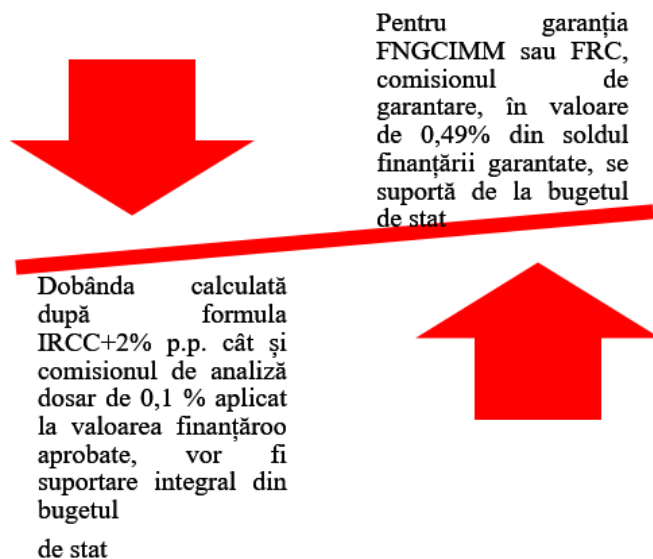 Pentru garanția
FNGCIMM sau FRC,
comisionul de
garantare, în valoare
de 0,49% din soldul
finanțării garantate, se
suportă de la bugetul
de stat
Dobânda calculată
după formula
IRCC+2% p.p. cât și
comisionul de analiză
dosar de 0,1 % aplicat
la valoarea finanțăroo
aprobate, vor fi
suportare integral din
bugetul
de stat